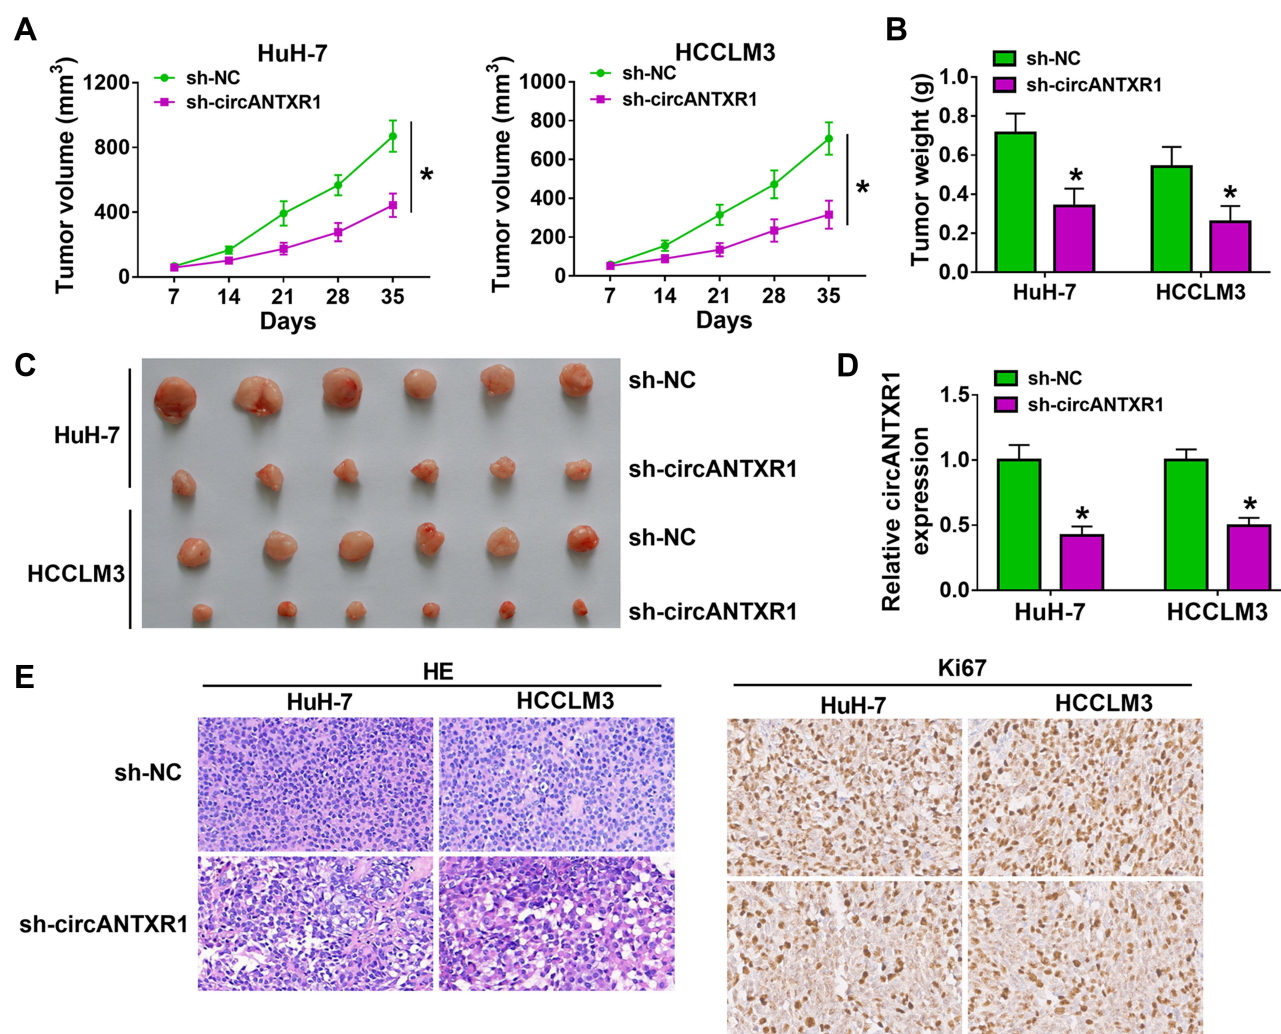 A
HuH-7
Tumor volume (mm3)
1200
800
400
0
sh-NC
sh-circANTXR1
*
7 14 21 28 35
Days
HCCLM3
Tumor volume (mm3)
1000
800
600
400
200
0
sh-NC
sh-circANTXR1
*
7 14 21 28 35
Days
B
sh-NC
sh-circANTXR1
Tumor weight (g)
1.0
0.8
0.6
0.4
0.2
0.0
*
*
HuH-7 HCCLM3
C
HuH-7
sh-NC
sh-circANTXR1
HCCLM3
sh-NC
sh-circANTXR1
D
sh-NC
sh-circANTXR1
Relative circANTXR1
expression
1.5
1.0
0.5
0.0
*
*
HuH-7 HCCLM3
E
HE
HuH-7 HCCLM3
sh-NC
sh-circANTXR1
Ki67
HuH-7 HCCLM3